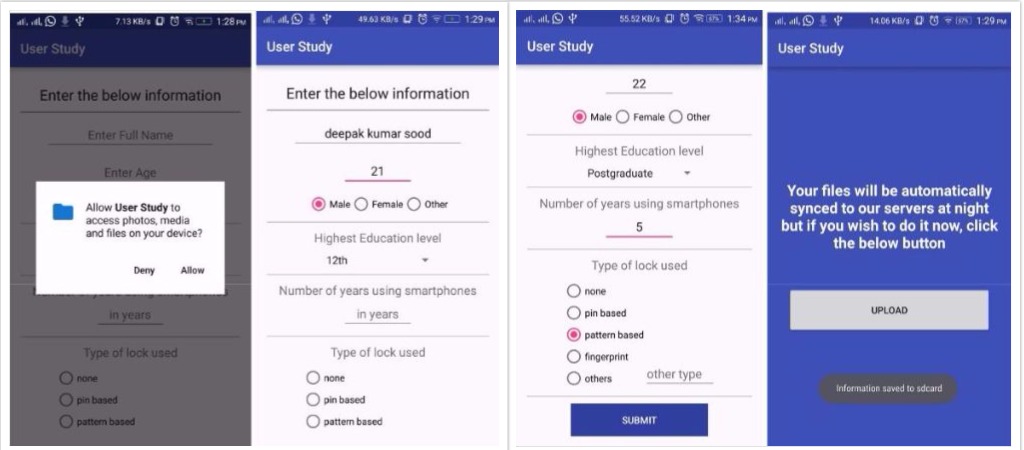 7.13 KB/s 1:28 PM
User Study
Enter the below information
Enter Full Name
Enter Age
Allow User Study to
access photos, media
and files on your device?
Deny Allow
Number of years using smartphones
in years
Type of lock used
none
pin based
pattern based
49.63 KB/s 1:29 PM
User Study
Enter the below information
deepak kumar sood
21
Male Female Other
Highest Education level
12th
Number of years using smartphones
in years
Type of lock used
none
pin based
pattern based
55.52 KB/s 1:34 PM
User Study
22
Male Female Other
Highest Education level
Postgraduate
Number of years using smartphones
5
Type of lock used
none
pin based
pattern based
fingerprint
others other type
SUBMIT
14.06 KB/s 1:29 PM
User Study
Your files will be automatically
synced to our servers at night
but if you wish to do it now, click
the below button
UPLOAD
Information saved to sdcard